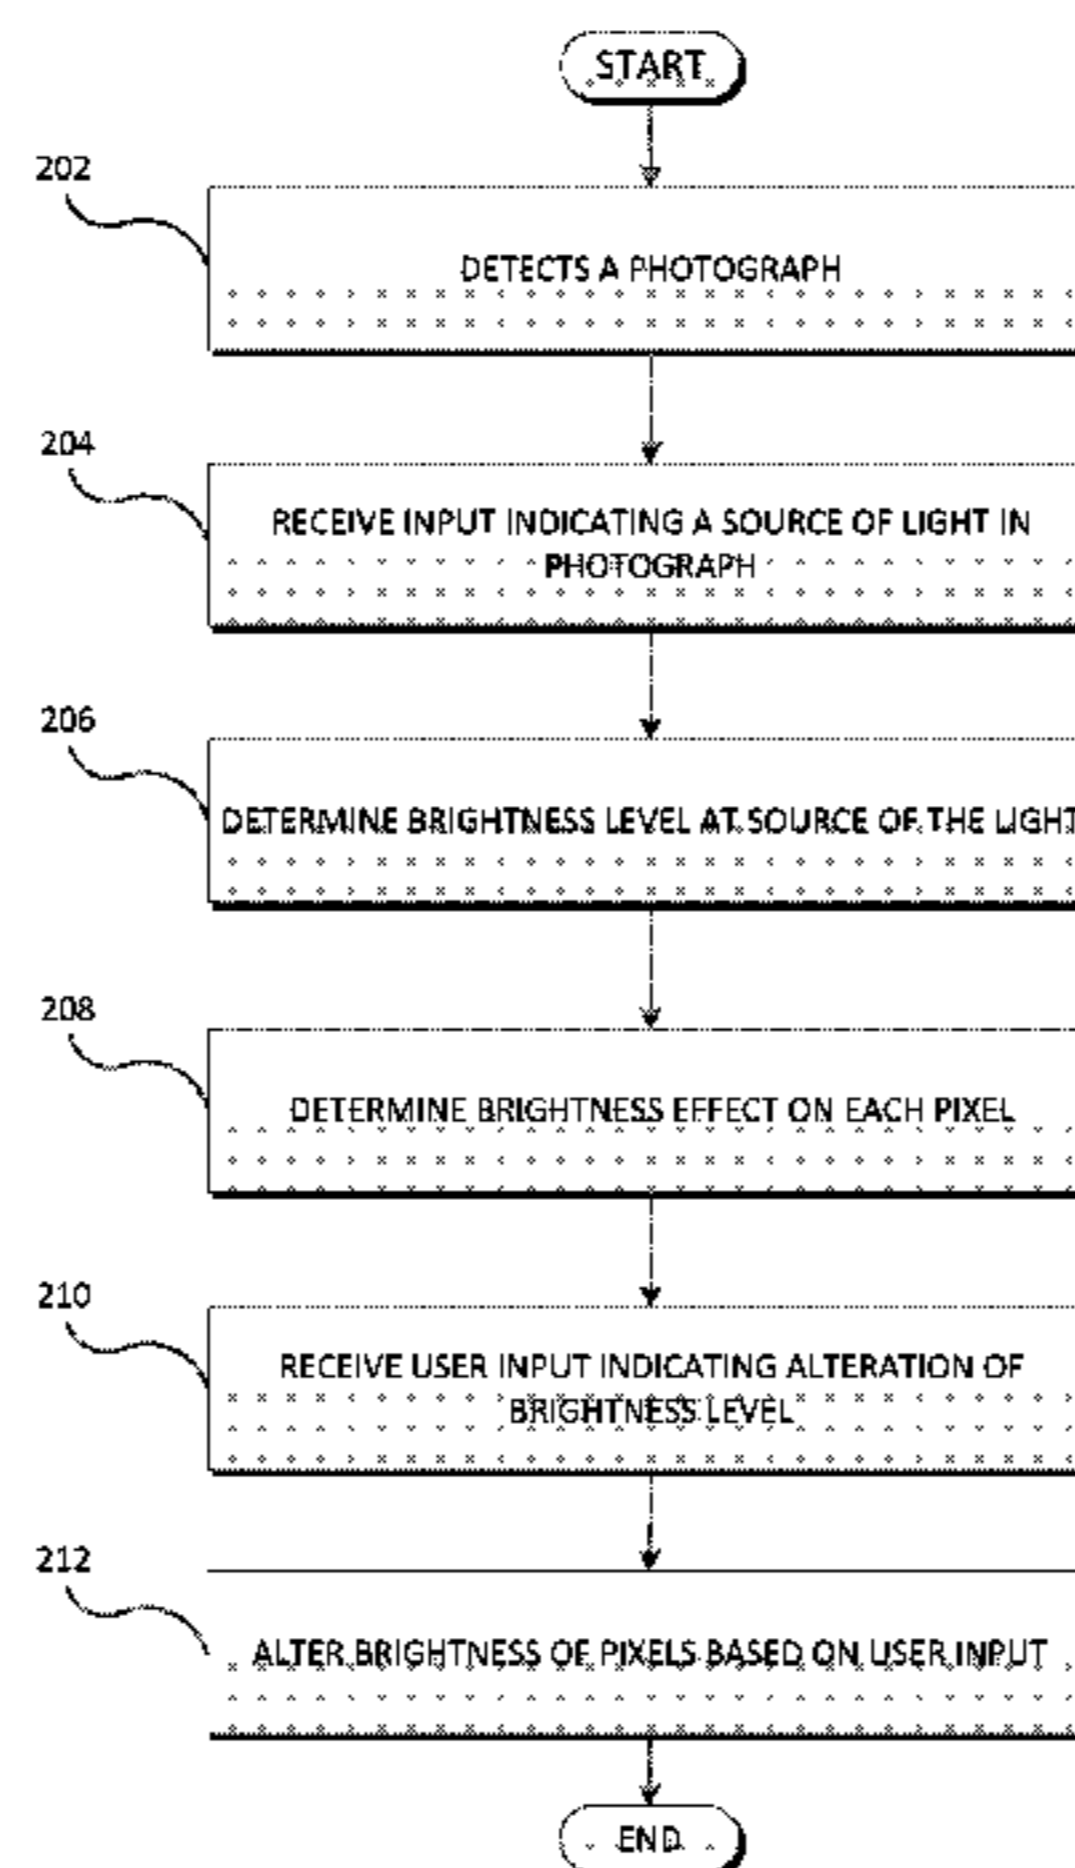 START
202
DETECTS A PHOTOGRAPH
204
RECEIVE INPUT INDICATING A SOURCE OF LIGHT IN
PHOTOGRAPH
206
DETERMINE BRIGHTNESS LEVEL AT SOURCE OF THE LIGHT
208
DETERMINE BRIGHTNESS EFFECT ON EACH PIXEL
210
RECEIVE USER INPUT INDICATING ALTERATION OF
BRIGHTNESS LEVEL
212
ALTER BRIGHTNESS OF PIXELS BASED ON USER INPUT
END